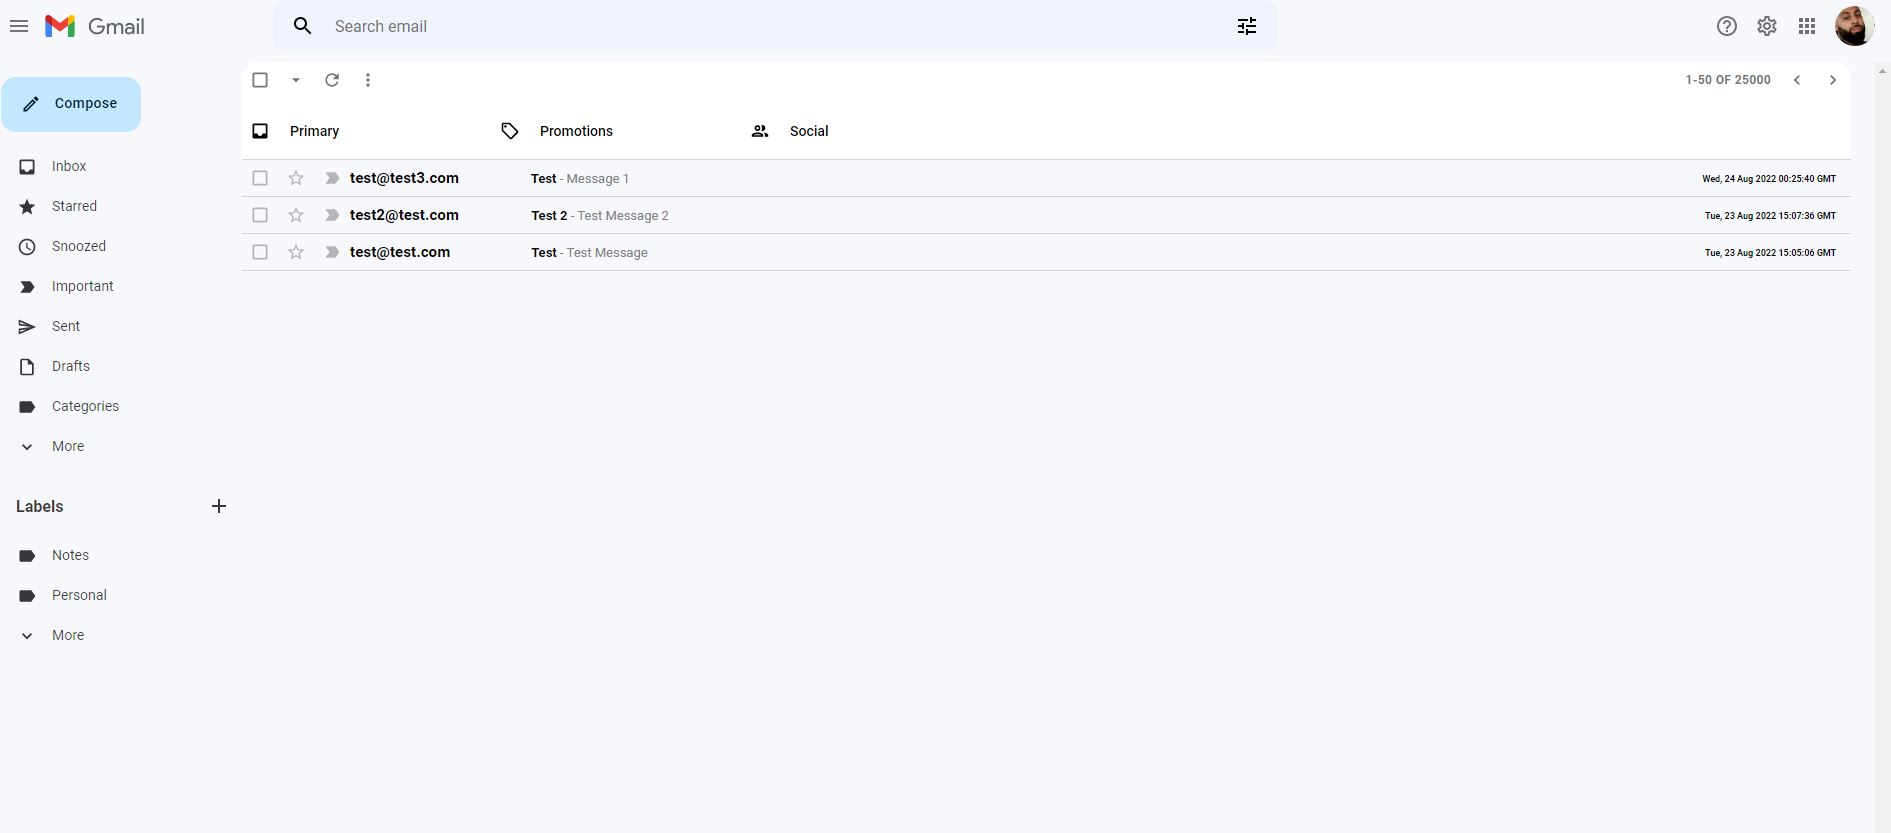 Gmail
Search email
Compose
1-50 OF 25000
Primary
Promotions
Social
Inbox
Starred
Snoozed
Important
Sent
Drafts
Categories
More
test@test3.com Test - Message 1 Wed, 24 Aug 2022 00:25:40 GMT
test2@test.com Test 2 - Test Message 2 Tue, 23 Aug 2022 15:07:36 GMT
test@test.com Test - Test Message Tue, 23 Aug 2022 15:05:06 GMT
Labels
Notes
Personal
More